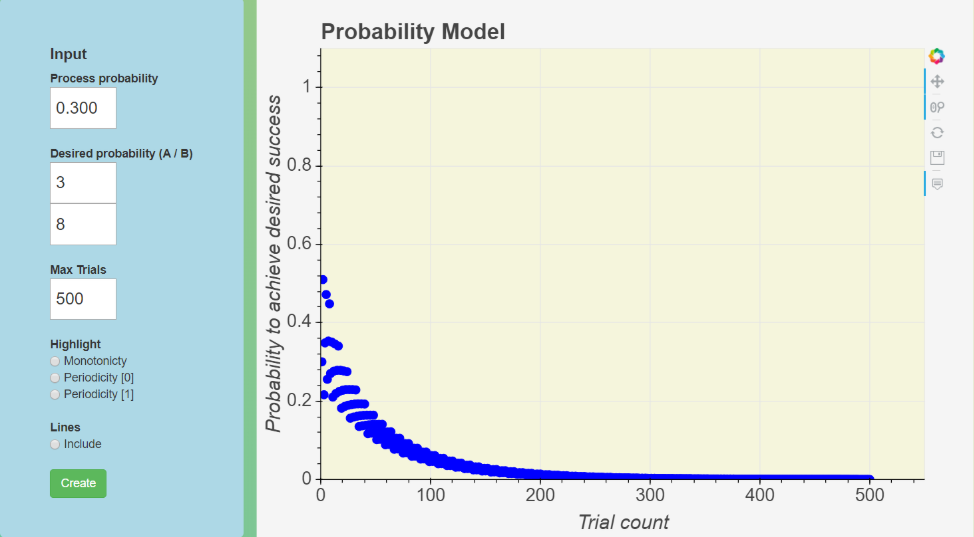 Input
Process probability
0.300
Desired probability (A / B)
3
8
Max Trials
500
Highlight
Monotonicty
Periodicity [0]
Periodicity [1]
Lines
Include
Create
Probability Model
Probability to achieve desired success
1
0.8
0.6
0.4
0.2
0
0 100 200 300 400 500
Trial count